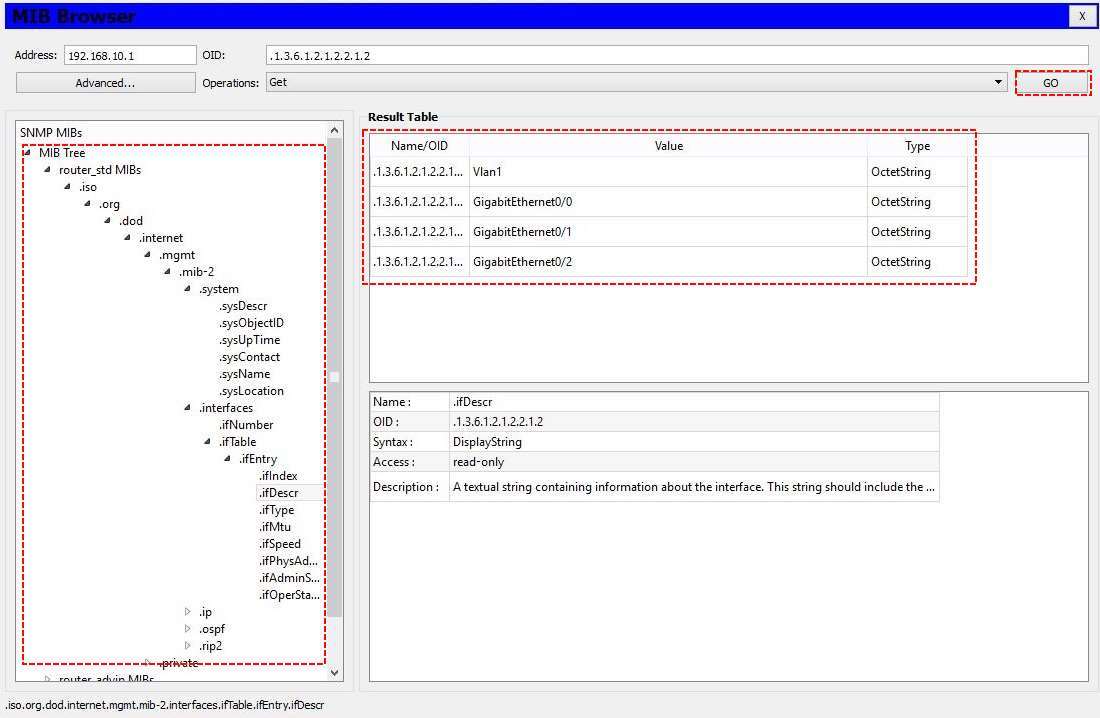 MIB Browser
X
Address: 192.168.10.1 OID: .1.3.6.1.2.1.2.2.1.2
Advanced... Operations: Get GO
SNMP MIBs
MIB Tree
router_std MIBs
.iso
.org
.dod
.internet
.mgmt
.mib-2
.system
.sysDescr
.sysObjectID
.sysUpTime
.sysContact
.sysName
.sysLocation
.interfaces
.ifNumber
.ifTable
.ifEntry
.ifIndex
.ifDescr
.ifType
.ifMtu
.ifSpeed
.ifPhysAd...
.ifAdminS...
.ifOperSta...
.ip
.ospf
.rip2
.private
router_advip MIBs
Result Table
Name/OID Value Type
.1.3.6.1.2.1.2.2.1... Vlan1 OctetString
.1.3.6.1.2.1.2.2.1... GigabitEthernet0/0 OctetString
.1.3.6.1.2.1.2.2.1... GigabitEthernet0/1 OctetString
.1.3.6.1.2.1.2.2.1... GigabitEthernet0/2 OctetString
Name : .ifDescr
OID : .1.3.6.1.2.1.2.2.1.2
Syntax : DisplayString
Access : read-only
Description : A textual string containing information about the interface. This string should include the ...
.iso.org.dod.internet.mgmt.mib-2.interfaces.ifTable.ifEntry.ifDescr